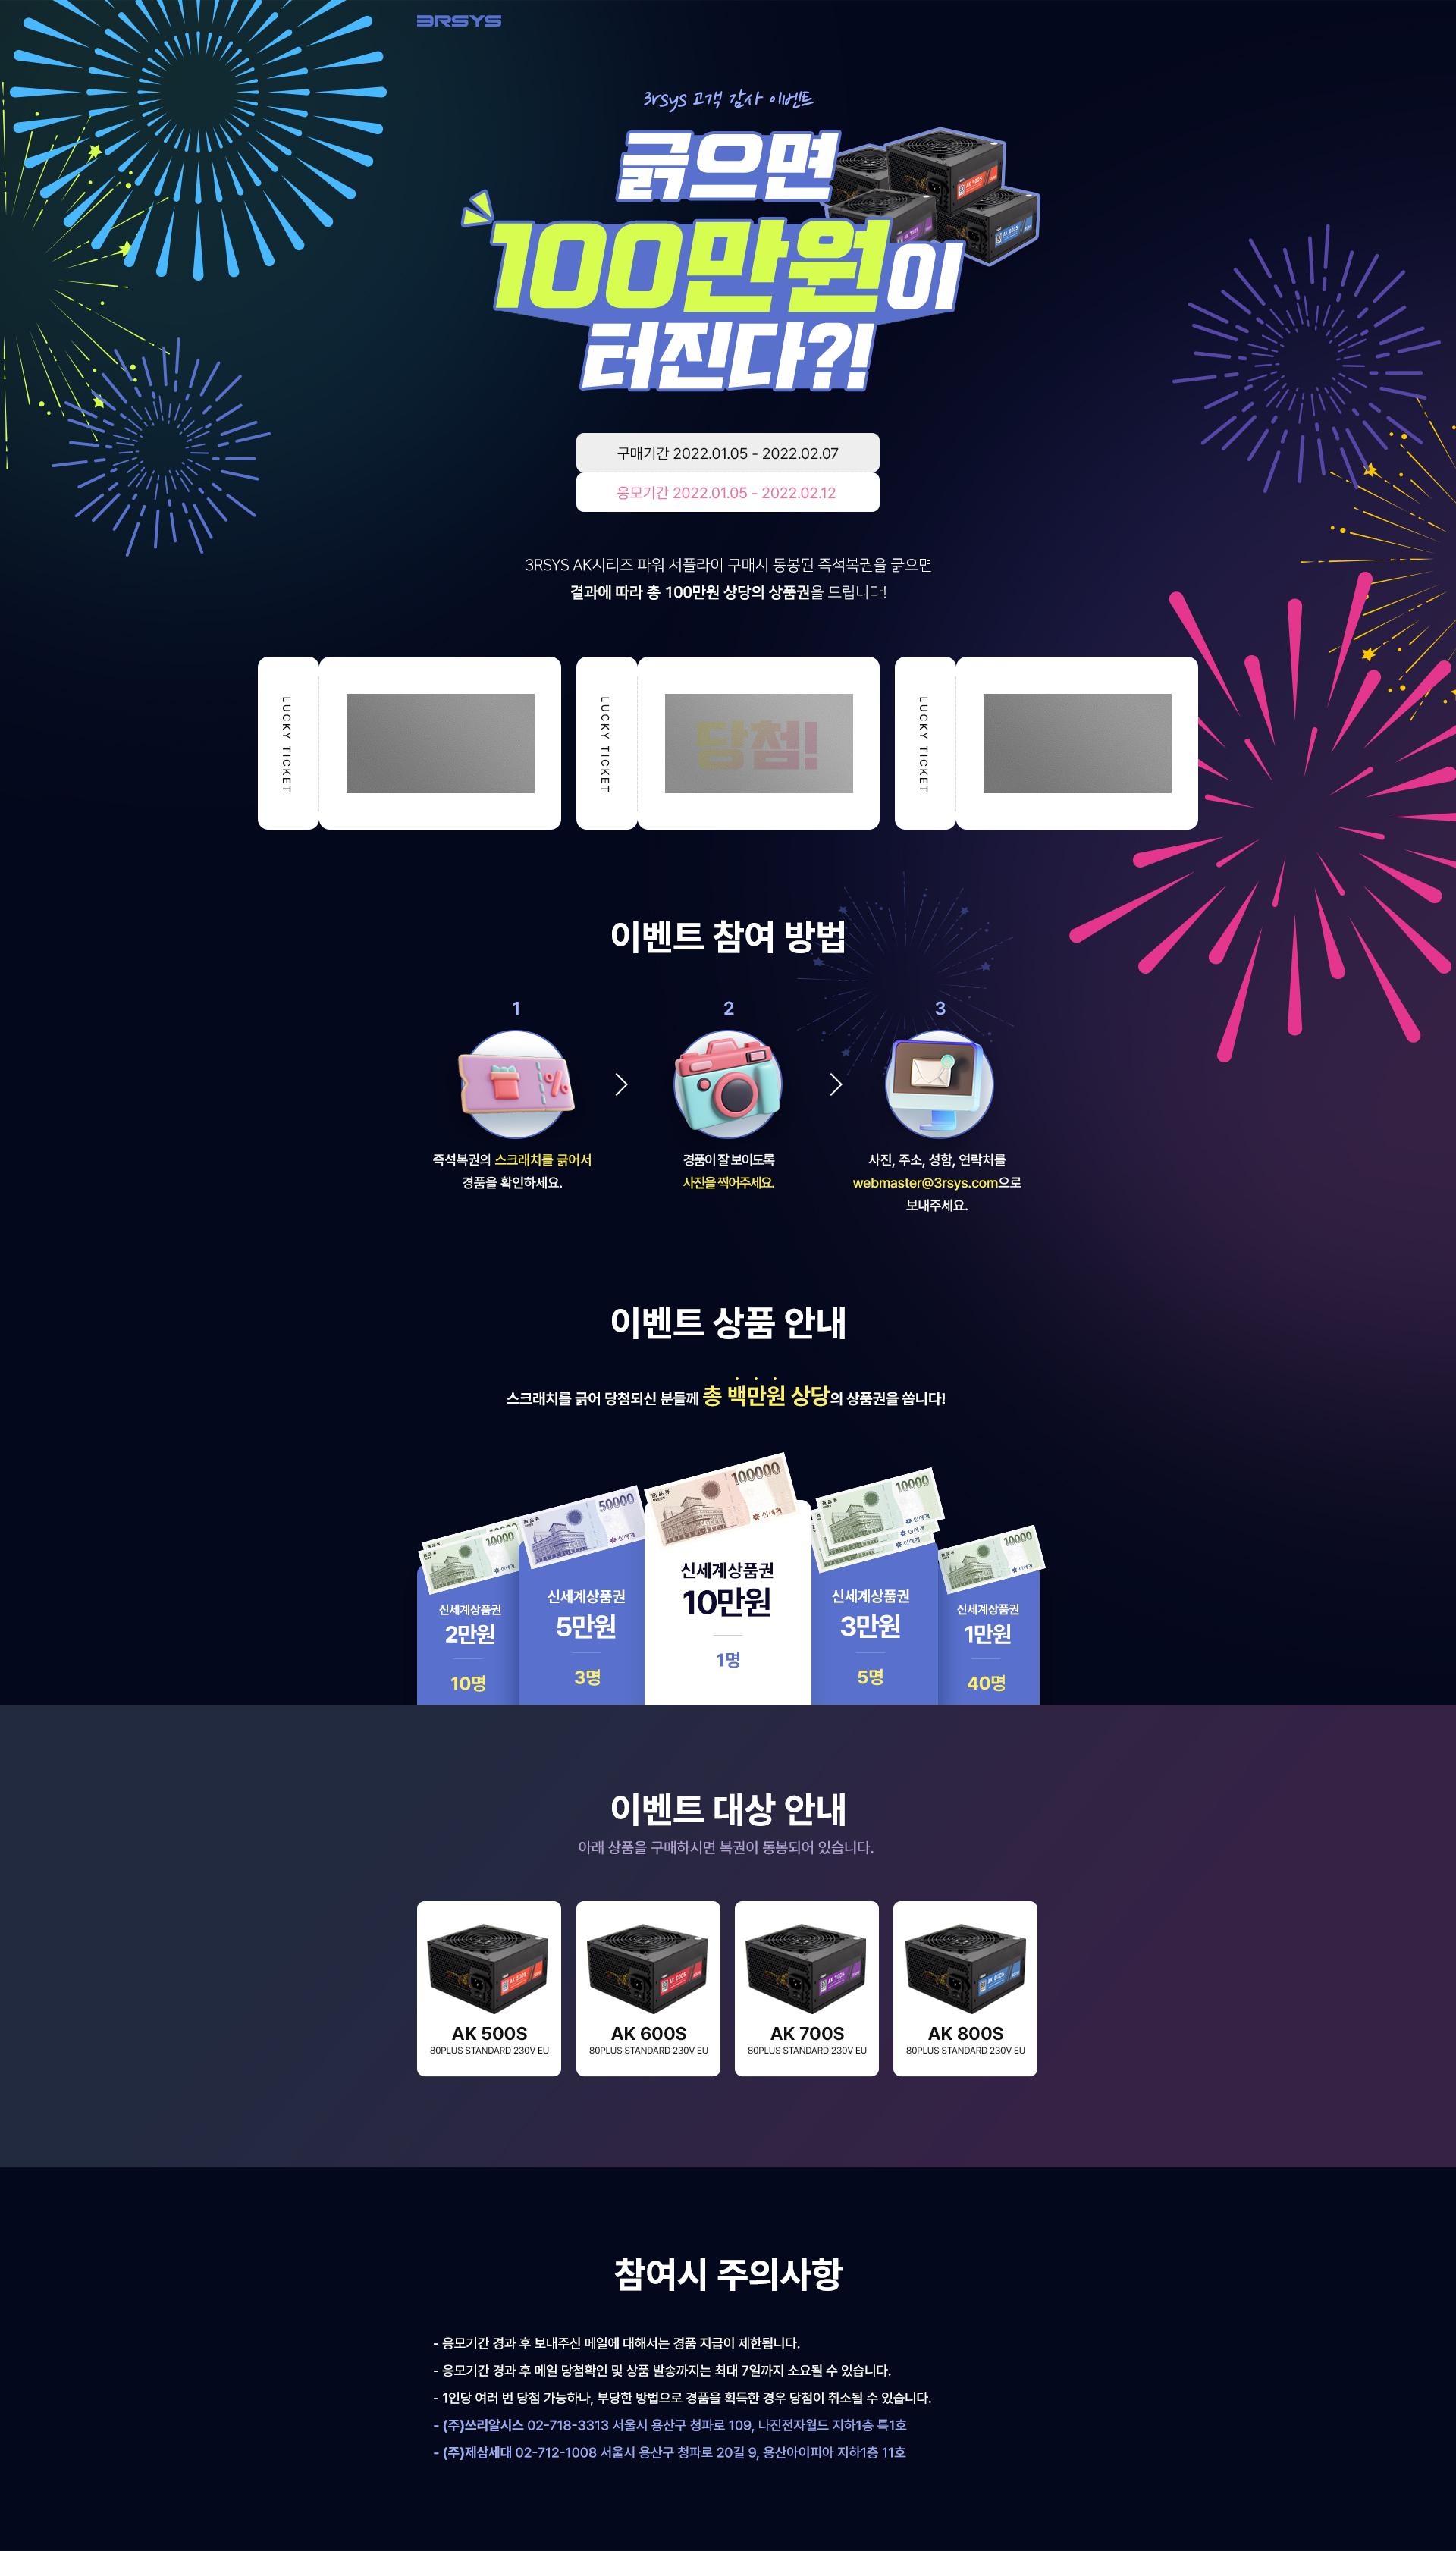 3RSYS
3rsys 고객 감사 이벤트
긁으면
100만원이
터진다?!
구매기간 2022.01.05 - 2022.02.07
응모기간 2022.01.05 - 2022.02.12
3RSYS AK시리즈 파워 서플라이 구매시 동봉된 즉석복권을 긁으면
결과에 따라 총 100만원 상당의 상품권을 드립니다!
LUCKY TICKET
LUCKY TICKET
당첨!
LUCKY TICKET
이벤트 참여 방법
1
2
3
즉석복권의 스크래치를 긁어서
경품을 확인하세요.
경품이 잘 보이도록
사진을 찍어주세요.
사진, 주소, 성함, 연락처를
webmaster@3rsys.com으로
보내주세요.
이벤트 상품 안내
스크래치를 긁어 당첨되신 분들께 총 백만원 상당의 상품권을 쏩니다!
10000
신세계
신세계상품권
2만원
10명
50000
신세계
신세계상품권
5만원
3명
100000
신세계
신세계상품권
10만원
1명
10000
신세계
신세계상품권
3만원
5명
10000
신세계
신세계상품권
1만원
40명
이벤트 대상 안내
아래 상품을 구매하시면 복권이 동봉되어 있습니다.
AK 500S
80PLUS STANDARD 230V EU
AK 600S
80PLUS STANDARD 230V EU
AK 700S
80PLUS STANDARD 230V EU
AK 800S
80PLUS STANDARD 230V EU
참여시 주의사항
- 응모기간 경과 후 보내주신 메일에 대해서는 경품 지급이 제한됩니다.
- 응모기간 경과 후 메일 당첨확인 및 상품 발송까지는 최대 7일까지 소요될 수 있습니다.
- 1인당 여러 번 당첨 가능하나, 부당한 방법으로 경품을 획득한 경우 당첨이 취소될 수 있습니다.
- (주)쓰리알시스 02-718-3313 서울시 용산구 청파로 109, 나진전자월드 지하1층 특1호
- (주)제삼세대 02-712-1008 서울시 용산구 청파로 20길 9, 용산아이피아 지하1층 11호